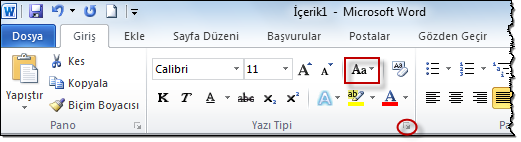 W İçerik1 - Microsoft Word
Dosya Giriş Ekle Sayfa Düzeni Başvurular Postalar Gözden Geçir
Yapıştır
Kes
Kopyala
Biçim Boyacısı
Pano
Calibri 11 A A Aa
K T A abc x₂ x² A ab A
Yazı Tipi